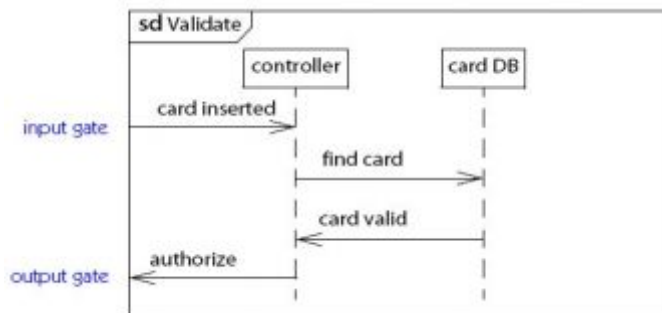 sd Validate
controller
card DB
card inserted
input gate
find card
card valid
authorize
output gate